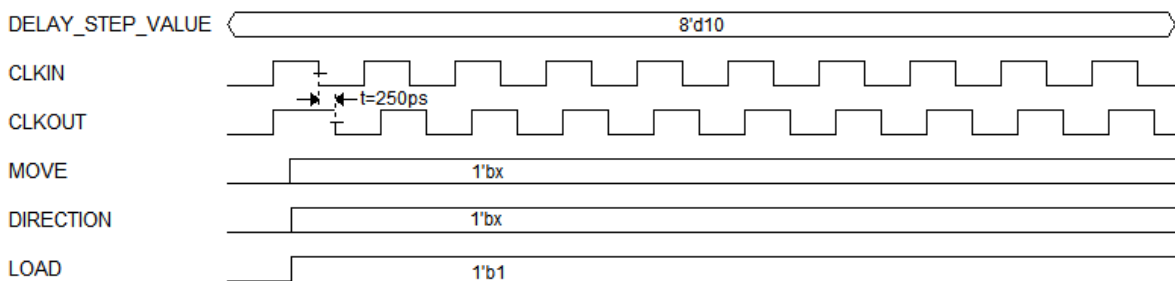 DELAY_STEP_VALUE 8'd10
CLKIN
t=250ps
CLKOUT
MOVE 1'bx
DIRECTION 1'bx
LOAD 1'b1